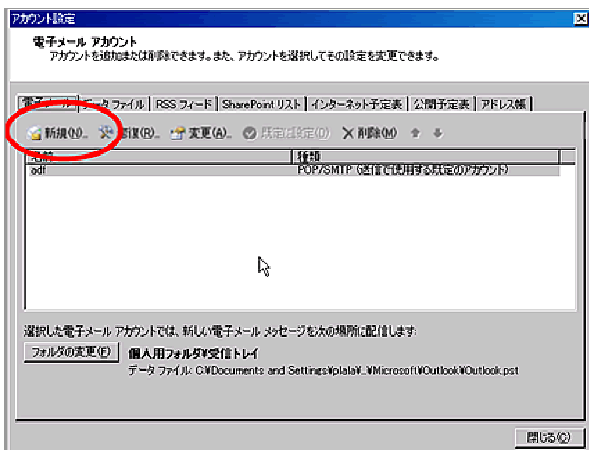 アカウント設定
電子メール アカウント
アカウントを追加または削除できます。また、アカウントを選択してその設定を変更できます。
電子メール データ ファイル RSS フィード SharePoint リスト インターネット予定表 公開予定表 アドレス帳
新規(N)... 修復(R)... 変更(A)... 既定に設定(D) 削除(M)
名前 種類
odf POP/SMTP (送信で使用する既定のアカウント)
選択した電子メール アカウントでは、新しい電子メール メッセージを次の場所に配信します:
フォルダの変更(F) 個人用フォルダ¥受信トレイ
データ ファイル: C:¥Documents and Settings¥plala¥..¥Microsoft¥Outlook¥Outlook.pst
閉じる(C)